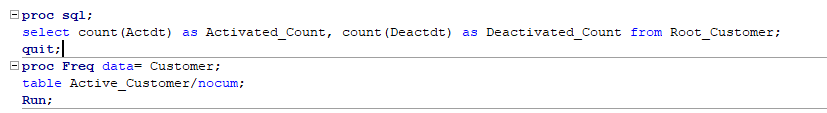 proc sql;
select count(Actdt) as Activated_Count, count(Deactdt) as Deactivated_Count from Root_Customer;
quit;
proc Freq data= Customer;
table Active_Customer/nocum;
Run;